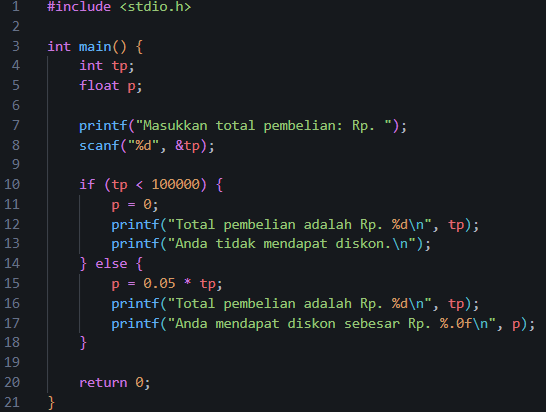 1 #include <stdio.h>
2
3 int main() {
4     int tp;
5     float p;
6
7     printf("Masukkan total pembelian: Rp. ");
8     scanf("%d", &tp);
9
10     if (tp < 100000) {
11         p = 0;
12         printf("Total pembelian adalah Rp. %d\n", tp);
13         printf("Anda tidak mendapat diskon.\n");
14     } else {
15         p = 0.05 * tp;
16         printf("Total pembelian adalah Rp. %d\n", tp);
17         printf("Anda mendapat diskon sebesar Rp. %.0f\n", p);
18     }
19
20     return 0;
21 }